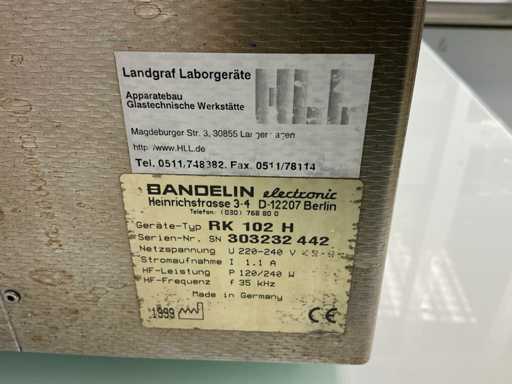 Landgraf Laborgeräte
HLL
Apparatebau
Glastechnische Werkstätte
Magdeburger Str. 3, 30855 Langenhagen
http://www.HLL.de
Tel. 0511/748382, Fax. 0511/78114
BANDELIN electronic
Heinrichstrasse 3-4 D-12207 Berlin
Telefon: (030) 768 80 0
Geräte-Typ RK 102 H
Serien-Nr. SN 303232 442
Netzspannung U 220-240 V
Stromaufnahme I 1.1 A
HF-Leistung P 120/240 W
HF-Frequenz f 35 kHz
Made in Germany
1999
CE